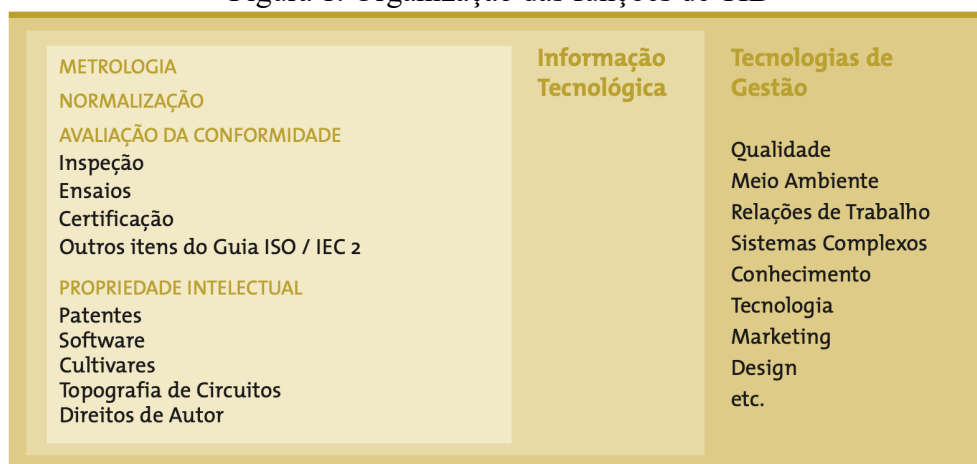 METROLOGIA
NORMALIZAÇÃO
AVALIAÇÃO DA CONFORMIDADE
Inspeção
Ensaios
Certificação
Outros itens do Guia ISO / IEC 2
PROPRIEDADE INTELECTUAL
Patentes
Software
Cultivares
Topografia de Circuitos
Direitos de Autor
Informação
Tecnológica
Tecnologias de
Gestão
Qualidade
Meio Ambiente
Relações de Trabalho
Sistemas Complexos
Conhecimento
Tecnologia
Marketing
Design
etc.